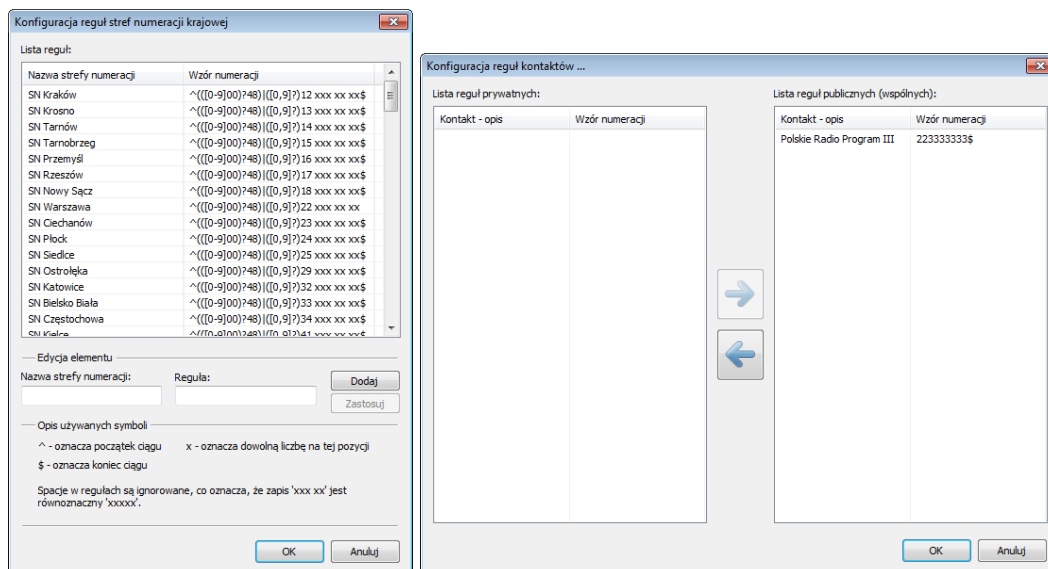 Konfiguracja reguł stref numeracji krajowej
Lista reguł:
Nazwa strefy numeracji Wzór numeracji
SN Kraków ^(([0-9]00)?48)|([0,9]?)12 xxx xx xx$
SN Krosno ^(([0-9]00)?48)|([0,9]?)13 xxx xx xx$
SN Tarnów ^(([0-9]00)?48)|([0,9]?)14 xxx xx xx$
SN Tarnobrzeg ^(([0-9]00)?48)|([0,9]?)15 xxx xx xx$
SN Przemyśl ^(([0-9]00)?48)|([0,9]?)16 xxx xx xx$
SN Rzeszów ^(([0-9]00)?48)|([0,9]?)17 xxx xx xx$
SN Nowy Sącz ^(([0-9]00)?48)|([0,9]?)18 xxx xx xx$
SN Warszawa ^(([0-9]00)?48)|([0,9]?)22 xxx xx xx
SN Ciechanów ^(([0-9]00)?48)|([0,9]?)23 xxx xx xx$
SN Płock ^(([0-9]00)?48)|([0,9]?)24 xxx xx xx$
SN Siedlce ^(([0-9]00)?48)|([0,9]?)25 xxx xx xx$
SN Ostrołęka ^(([0-9]00)?48)|([0,9]?)29 xxx xx xx$
SN Katowice ^(([0-9]00)?48)|([0,9]?)32 xxx xx xx$
SN Bielsko Biała ^(([0-9]00)?48)|([0,9]?)33 xxx xx xx$
SN Częstochowa ^(([0-9]00)?48)|([0,9]?)34 xxx xx xx$
SN Kielce ^(([0-9]00)?48)|([0,9]?)41 xxx xx xx$
Edycja elementu
Nazwa strefy numeracji: Reguła:
Dodaj
Zastosuj
Opis używanych symboli
^ - oznacza początek ciągu x - oznacza dowolną liczbę na tej pozycji
$ - oznacza koniec ciągu
Spacje w regułach są ignorowane, co oznacza, że zapis 'xxx xx' jest
równoznaczny 'xxxxx'.
OK Anuluj
Konfiguracja reguł kontaktów ...
Lista reguł prywatnych:
Kontakt - opis Wzór numeracji
Lista reguł publicznych (wspólnych):
Kontakt - opis Wzór numeracji
Polskie Radio Program III 223333333$
OK Anuluj